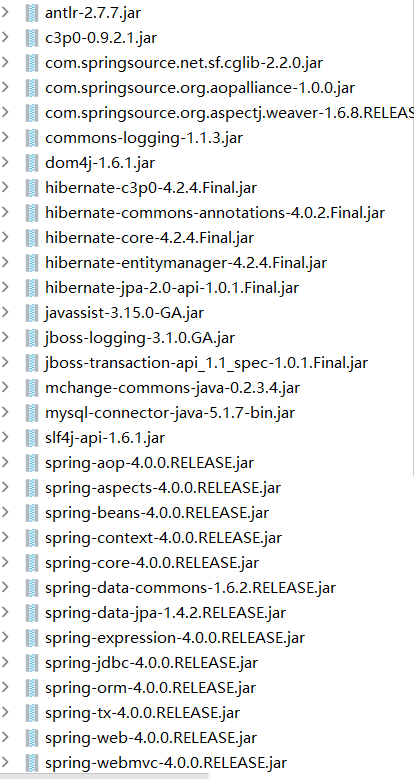 antlr-2.7.7.jar
c3p0-0.9.2.1.jar
com.springsource.net.sf.cglib-2.2.0.jar
com.springsource.org.aopalliance-1.0.0.jar
com.springsource.org.aspectj.weaver-1.6.8.RELEAS
commons-logging-1.1.3.jar
dom4j-1.6.1.jar
hibernate-c3p0-4.2.4.Final.jar
hibernate-commons-annotations-4.0.2.Final.jar
hibernate-core-4.2.4.Final.jar
hibernate-entitymanager-4.2.4.Final.jar
hibernate-jpa-2.0-api-1.0.1.Final.jar
javassist-3.15.0-GA.jar
jboss-logging-3.1.0.GA.jar
jboss-transaction-api_1.1_spec-1.0.1.Final.jar
mchange-commons-java-0.2.3.4.jar
mysql-connector-java-5.1.7-bin.jar
slf4j-api-1.6.1.jar
spring-aop-4.0.0.RELEASE.jar
spring-aspects-4.0.0.RELEASE.jar
spring-beans-4.0.0.RELEASE.jar
spring-context-4.0.0.RELEASE.jar
spring-core-4.0.0.RELEASE.jar
spring-data-commons-1.6.2.RELEASE.jar
spring-data-jpa-1.4.2.RELEASE.jar
spring-expression-4.0.0.RELEASE.jar
spring-jdbc-4.0.0.RELEASE.jar
spring-orm-4.0.0.RELEASE.jar
spring-tx-4.0.0.RELEASE.jar
spring-web-4.0.0.RELEASE.jar
spring-webmvc-4.0.0.RELEASE.jar